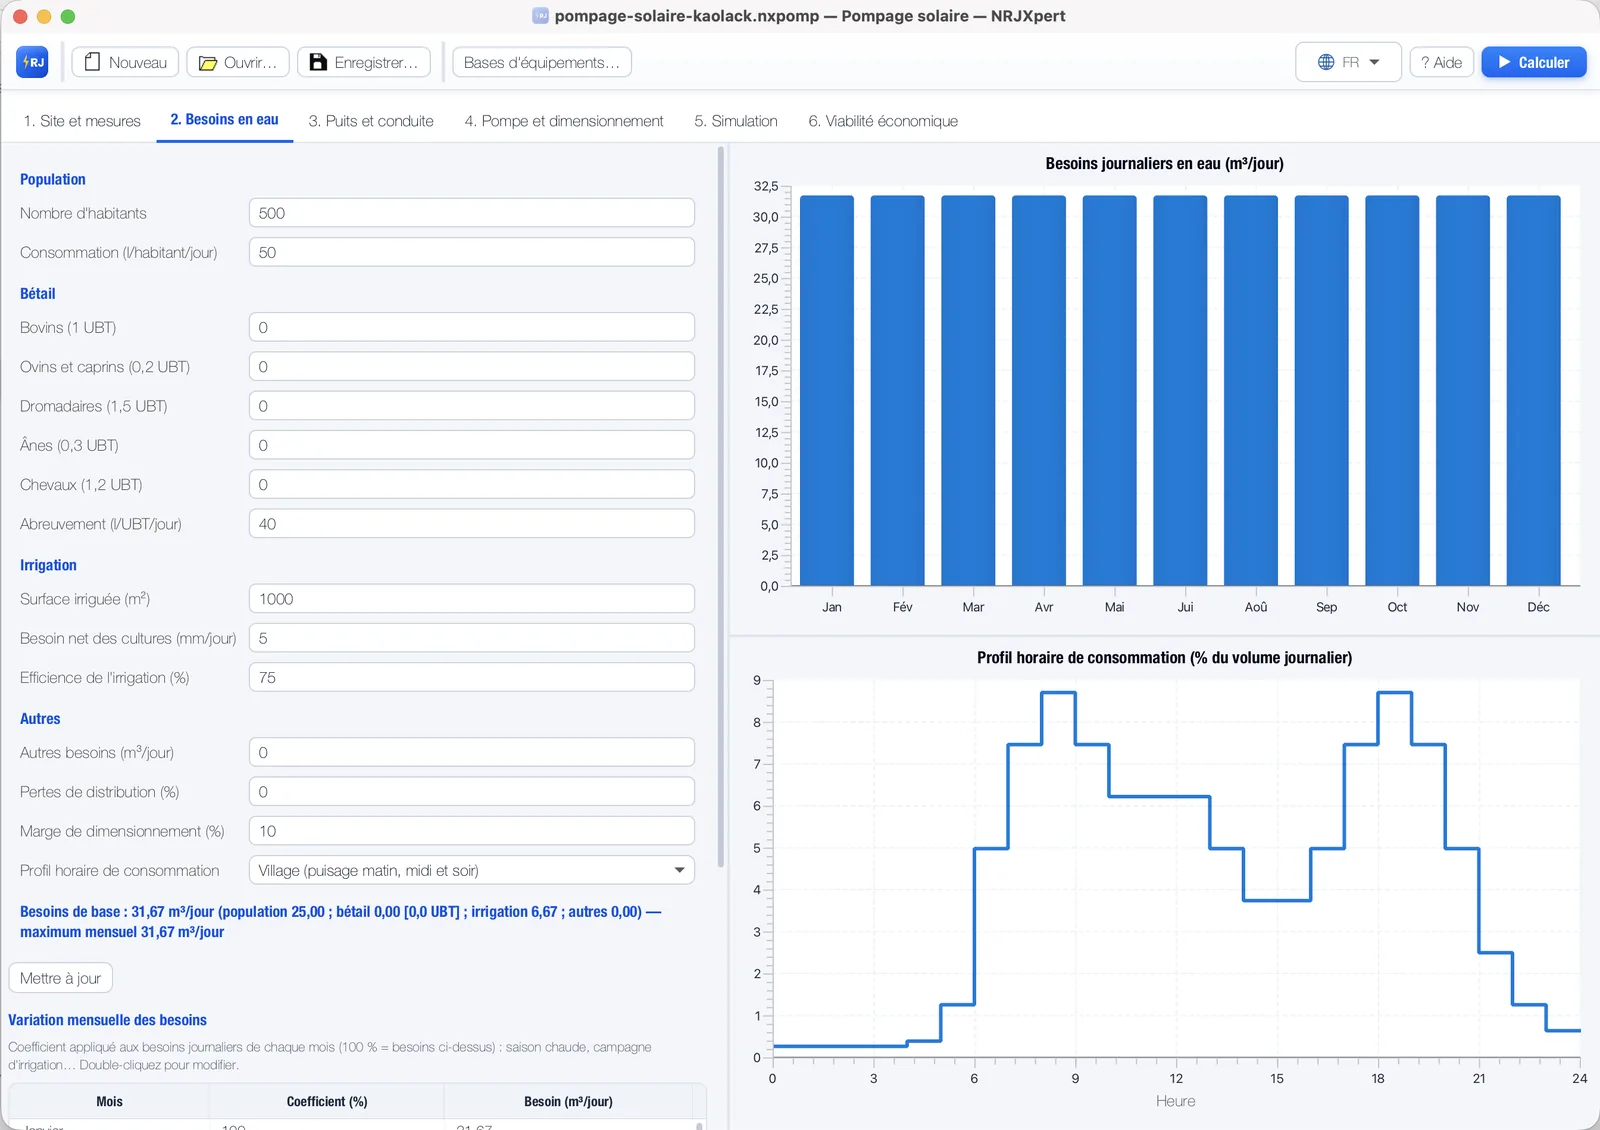 pompage-solaire-kaolack.nxpomp — Pompage solaire — NRJXpert
RJ Nouveau Ouvrir... Enregistrer... Bases d'équipements... FR ? Aide Calculer
1. Site et mesures 2. Besoins en eau 3. Puits et conduite 4. Pompe et dimensionnement 5. Simulation 6. Viabilité économique
Population
Nombre d'habitants 500
Consommation (l/habitant/jour) 50
Bétail
Bovins (1 UBT) 0
Ovins et caprins (0,2 UBT) 0
Dromadaires (1,5 UBT) 0
Ânes (0,3 UBT) 0
Chevaux (1,2 UBT) 0
Abreuvement (l/UBT/jour) 40
Irrigation
Surface irriguée (m²) 1000
Besoin net des cultures (mm/jour) 5
Efficience de l'irrigation (%) 75
Autres
Autres besoins (m³/jour) 0
Pertes de distribution (%) 0
Marge de dimensionnement (%) 10
Profil horaire de consommation Village (puisage matin, midi et soir)
Besoins de base : 31,67 m³/jour (population 25,00 ; bétail 0,00 [0,0 UBT] ; irrigation 6,67 ; autres 0,00) —
maximum mensuel 31,67 m³/jour
Mettre à jour
Variation mensuelle des besoins
Coefficient appliqué aux besoins journaliers de chaque mois (100 % = besoins ci-dessus) : saison chaude, campagne
d'irrigation... Double-cliquez pour modifier.
Mois Coefficient (%) Besoin (m³/jour)
Janvier 100 31,67
Besoins journaliers en eau (m³/jour)
32,5
30,0
27,5
25,0
22,5
20,0
17,5
15,0
12,5
10,0
7,5
5,0
2,5
0,0
Jan Fév Mar Avr Mai Jui Aoû Sep Oct Nov Déc
Profil horaire de consommation (% du volume journalier)
9
8
7
6
5
4
3
2
1
0
0 3 6 9 12 15 18 21 24
Heure